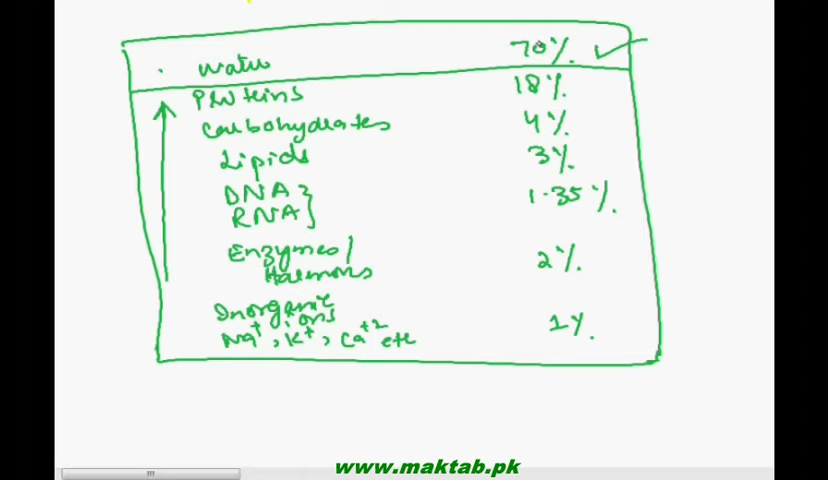 Water 70%
Proteins 18%
Carbohydrates 4%
Lipids 3%
DNA } 1.35%
RNA
Enzymes/ 2%
Haormons
Inorganic
ions 1%
Na+, K+, Ca+2 etc
www.maktab.pk